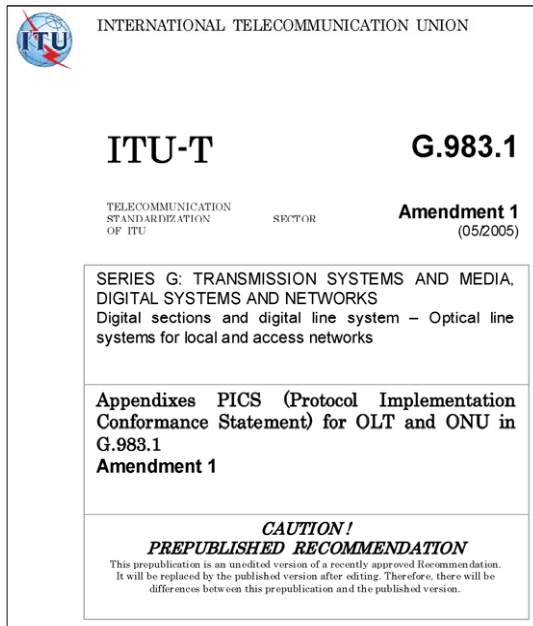 ITU
INTERNATIONAL TELECOMMUNICATION UNION
ITU-T
G.983.1
TELECOMMUNICATION
STANDARDIZATION SECTOR
OF ITU
Amendment 1
(05/2005)
SERIES G: TRANSMISSION SYSTEMS AND MEDIA,
DIGITAL SYSTEMS AND NETWORKS
Digital sections and digital line system – Optical line
systems for local and access networks
Appendixes PICS (Protocol Implementation
Conformance Statement) for OLT and ONU in
G.983.1
Amendment 1
CAUTION !
PREPUBLISHED RECOMMENDATION
This prepublication is an unedited version of a recently approved Recommendation.
It will be replaced by the published version after editing. Therefore, there will be
differences between this prepublication and the published version.